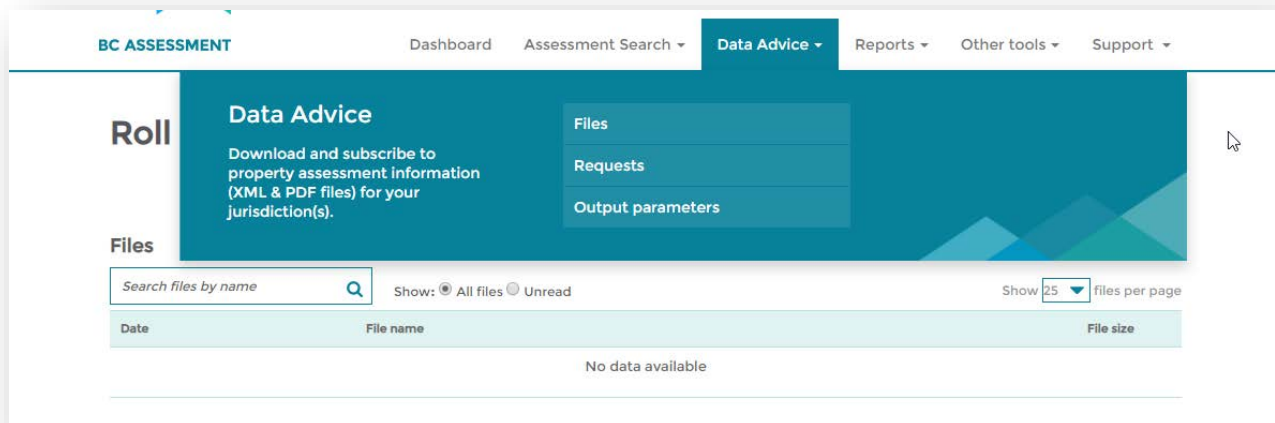 BC ASSESSMENT Dashboard Assessment Search Data Advice Reports Other tools Support
Data Advice
Download and subscribe to
property assessment information
(XML & PDF files) for your
jurisdiction(s).
Files
Requests
Output parameters
Roll
Files
Search files by name Show: All files Unread Show 25 files per page
Date File name File size
No data available